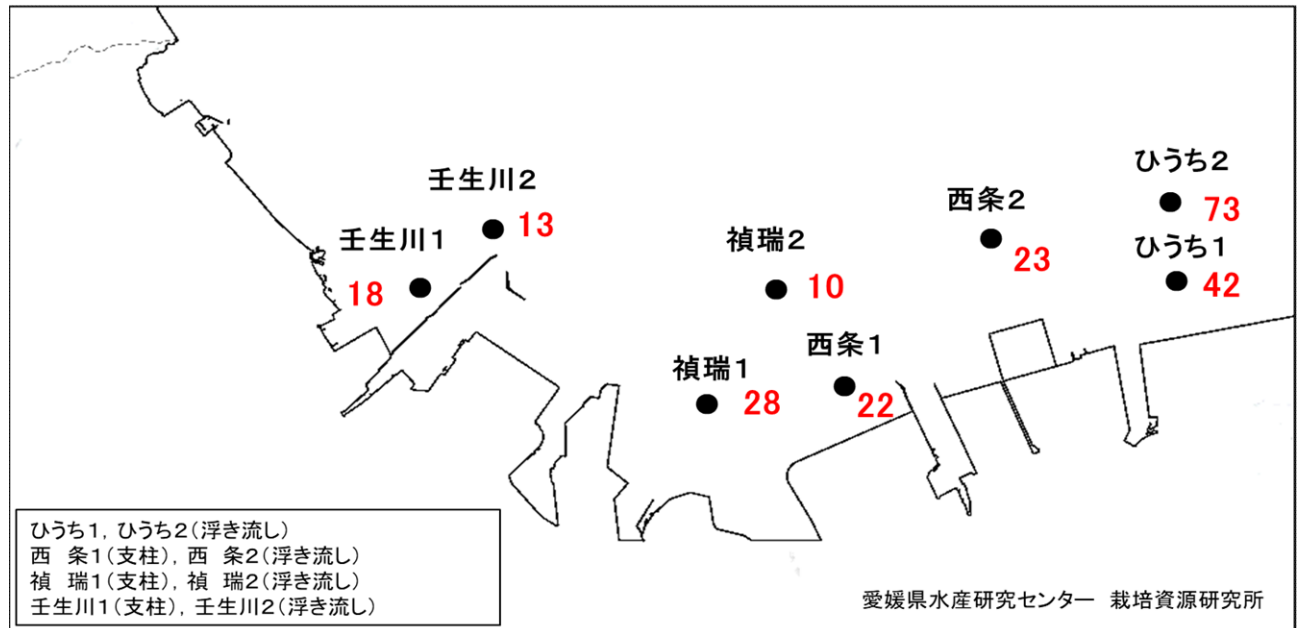 ひうち2
73
壬生川2
13
西条2
23
壬生川1
18
禎瑞2
10
ひうち1
42
禎瑞1
28
西条1
22
ひうち1, ひうち2(浮き流し)
西 条1(支柱), 西 条2(浮き流し)
禎 瑞1(支柱), 禎 瑞2(浮き流し)
壬生川1(支柱), 壬生川2(浮き流し)
愛媛県水産研究センター 栽培資源研究所